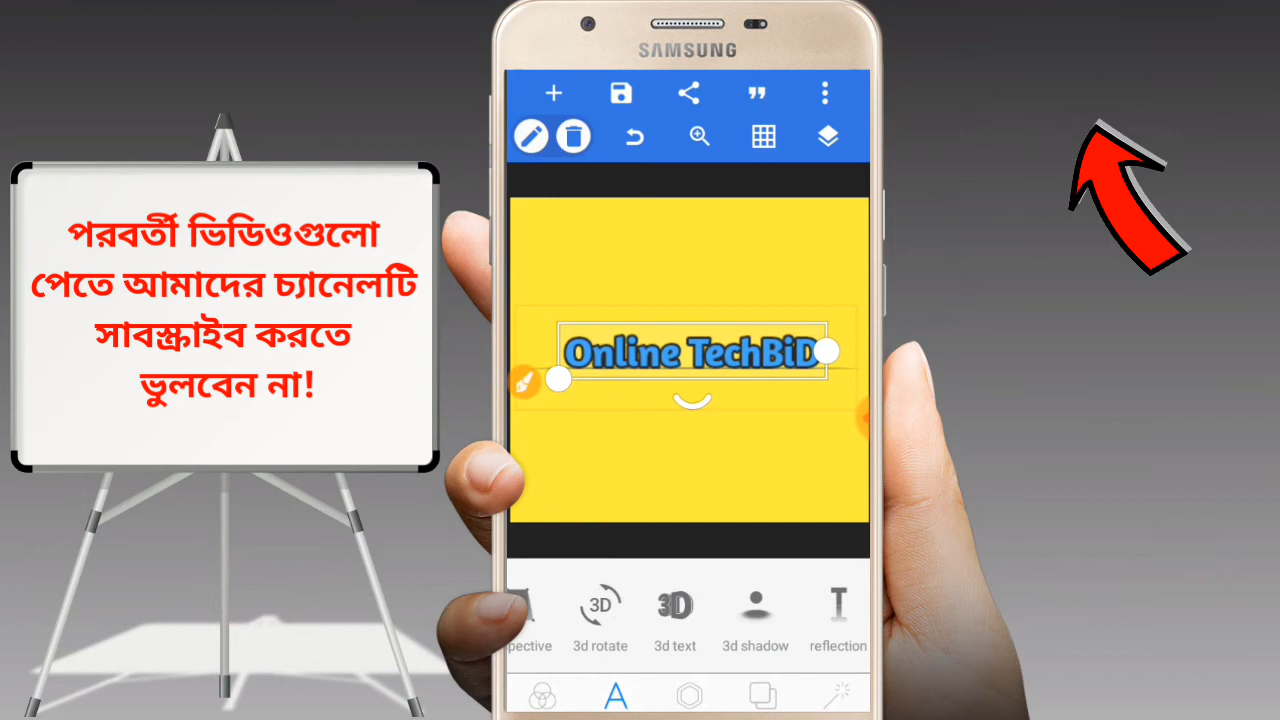 SAMSUNG
পরবর্তী ভিডিওগুলো
পেতে আমাদের চ্যানেলটি
সাবস্ক্রাইব করতে
ভুলবেন না!
Online TechBiD
3D
3D
pective
3d rotate
3d text
3d shadow
reflection